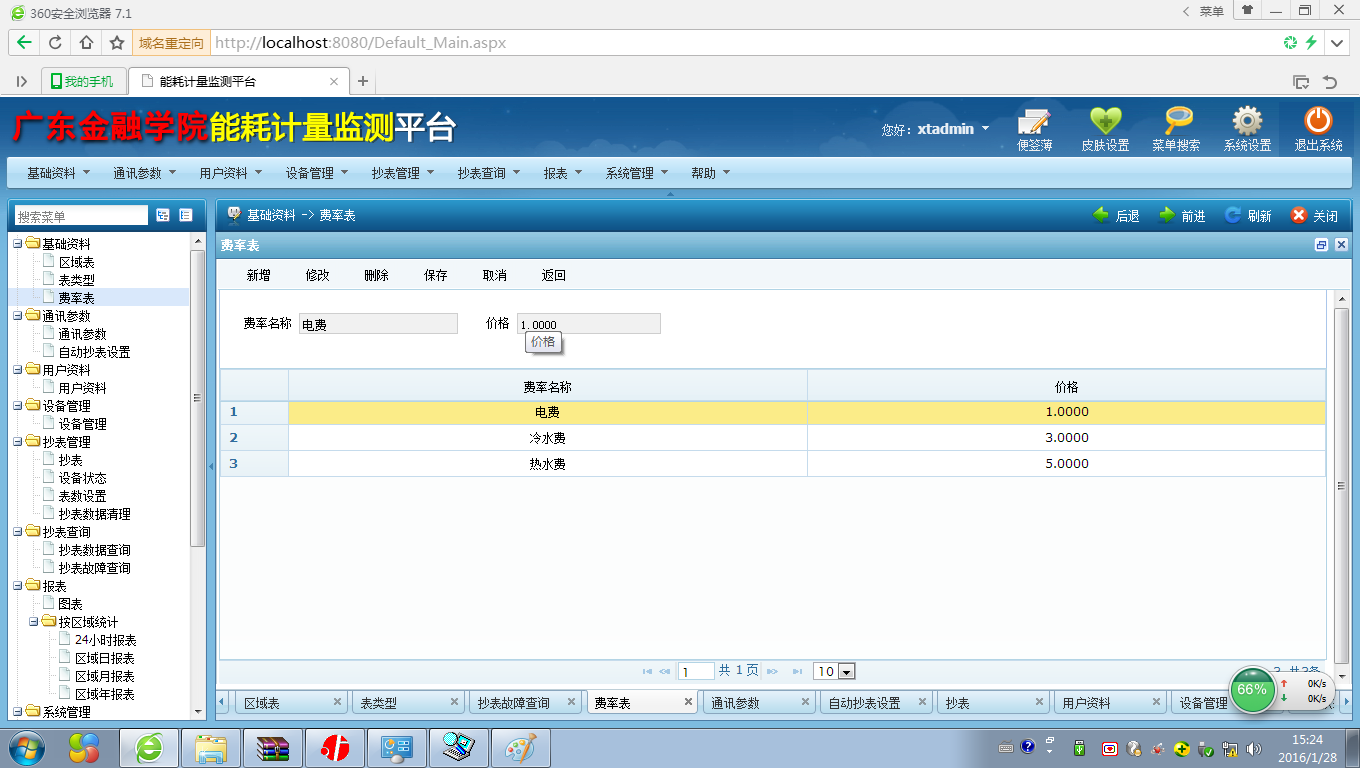 360安全浏览器 7.1
菜单
域名重定向 http://localhost:8080/Default_Main.aspx
我的手机 能耗计量监测平台
广东金融学院能耗计量监测平台
您好：xtadmin
便签薄 皮肤设置 菜单搜索 系统设置 退出系统
基础资料 通讯参数 用户资料 设备管理 抄表管理 抄表查询 报表 系统管理 帮助
搜索菜单
基础资料
区域表
表类型
费率表
通讯参数
通讯参数
自动抄表设置
用户资料
用户资料
设备管理
设备管理
抄表管理
抄表
设备状态
表数设置
抄表数据清理
抄表查询
抄表数据查询
抄表故障查询
报表
图表
按区域统计
24小时报表
区域日报表
区域月报表
区域年报表
系统管理
基础资料 -> 费率表
后退 前进 刷新 关闭
费率表
新增 修改 删除 保存 取消 返回
费率名称 电费 价格 1.0000
价格
费率名称 价格
1 电费 1.0000
2 冷水费 3.0000
3 热水费 5.0000
1 共 1 页 10
区域表 表类型 抄表故障查询 费率表 通讯参数 自动抄表设置 抄表 用户资料 设备管理
66% 0K/s
0K/s
15:24
2016/1/28